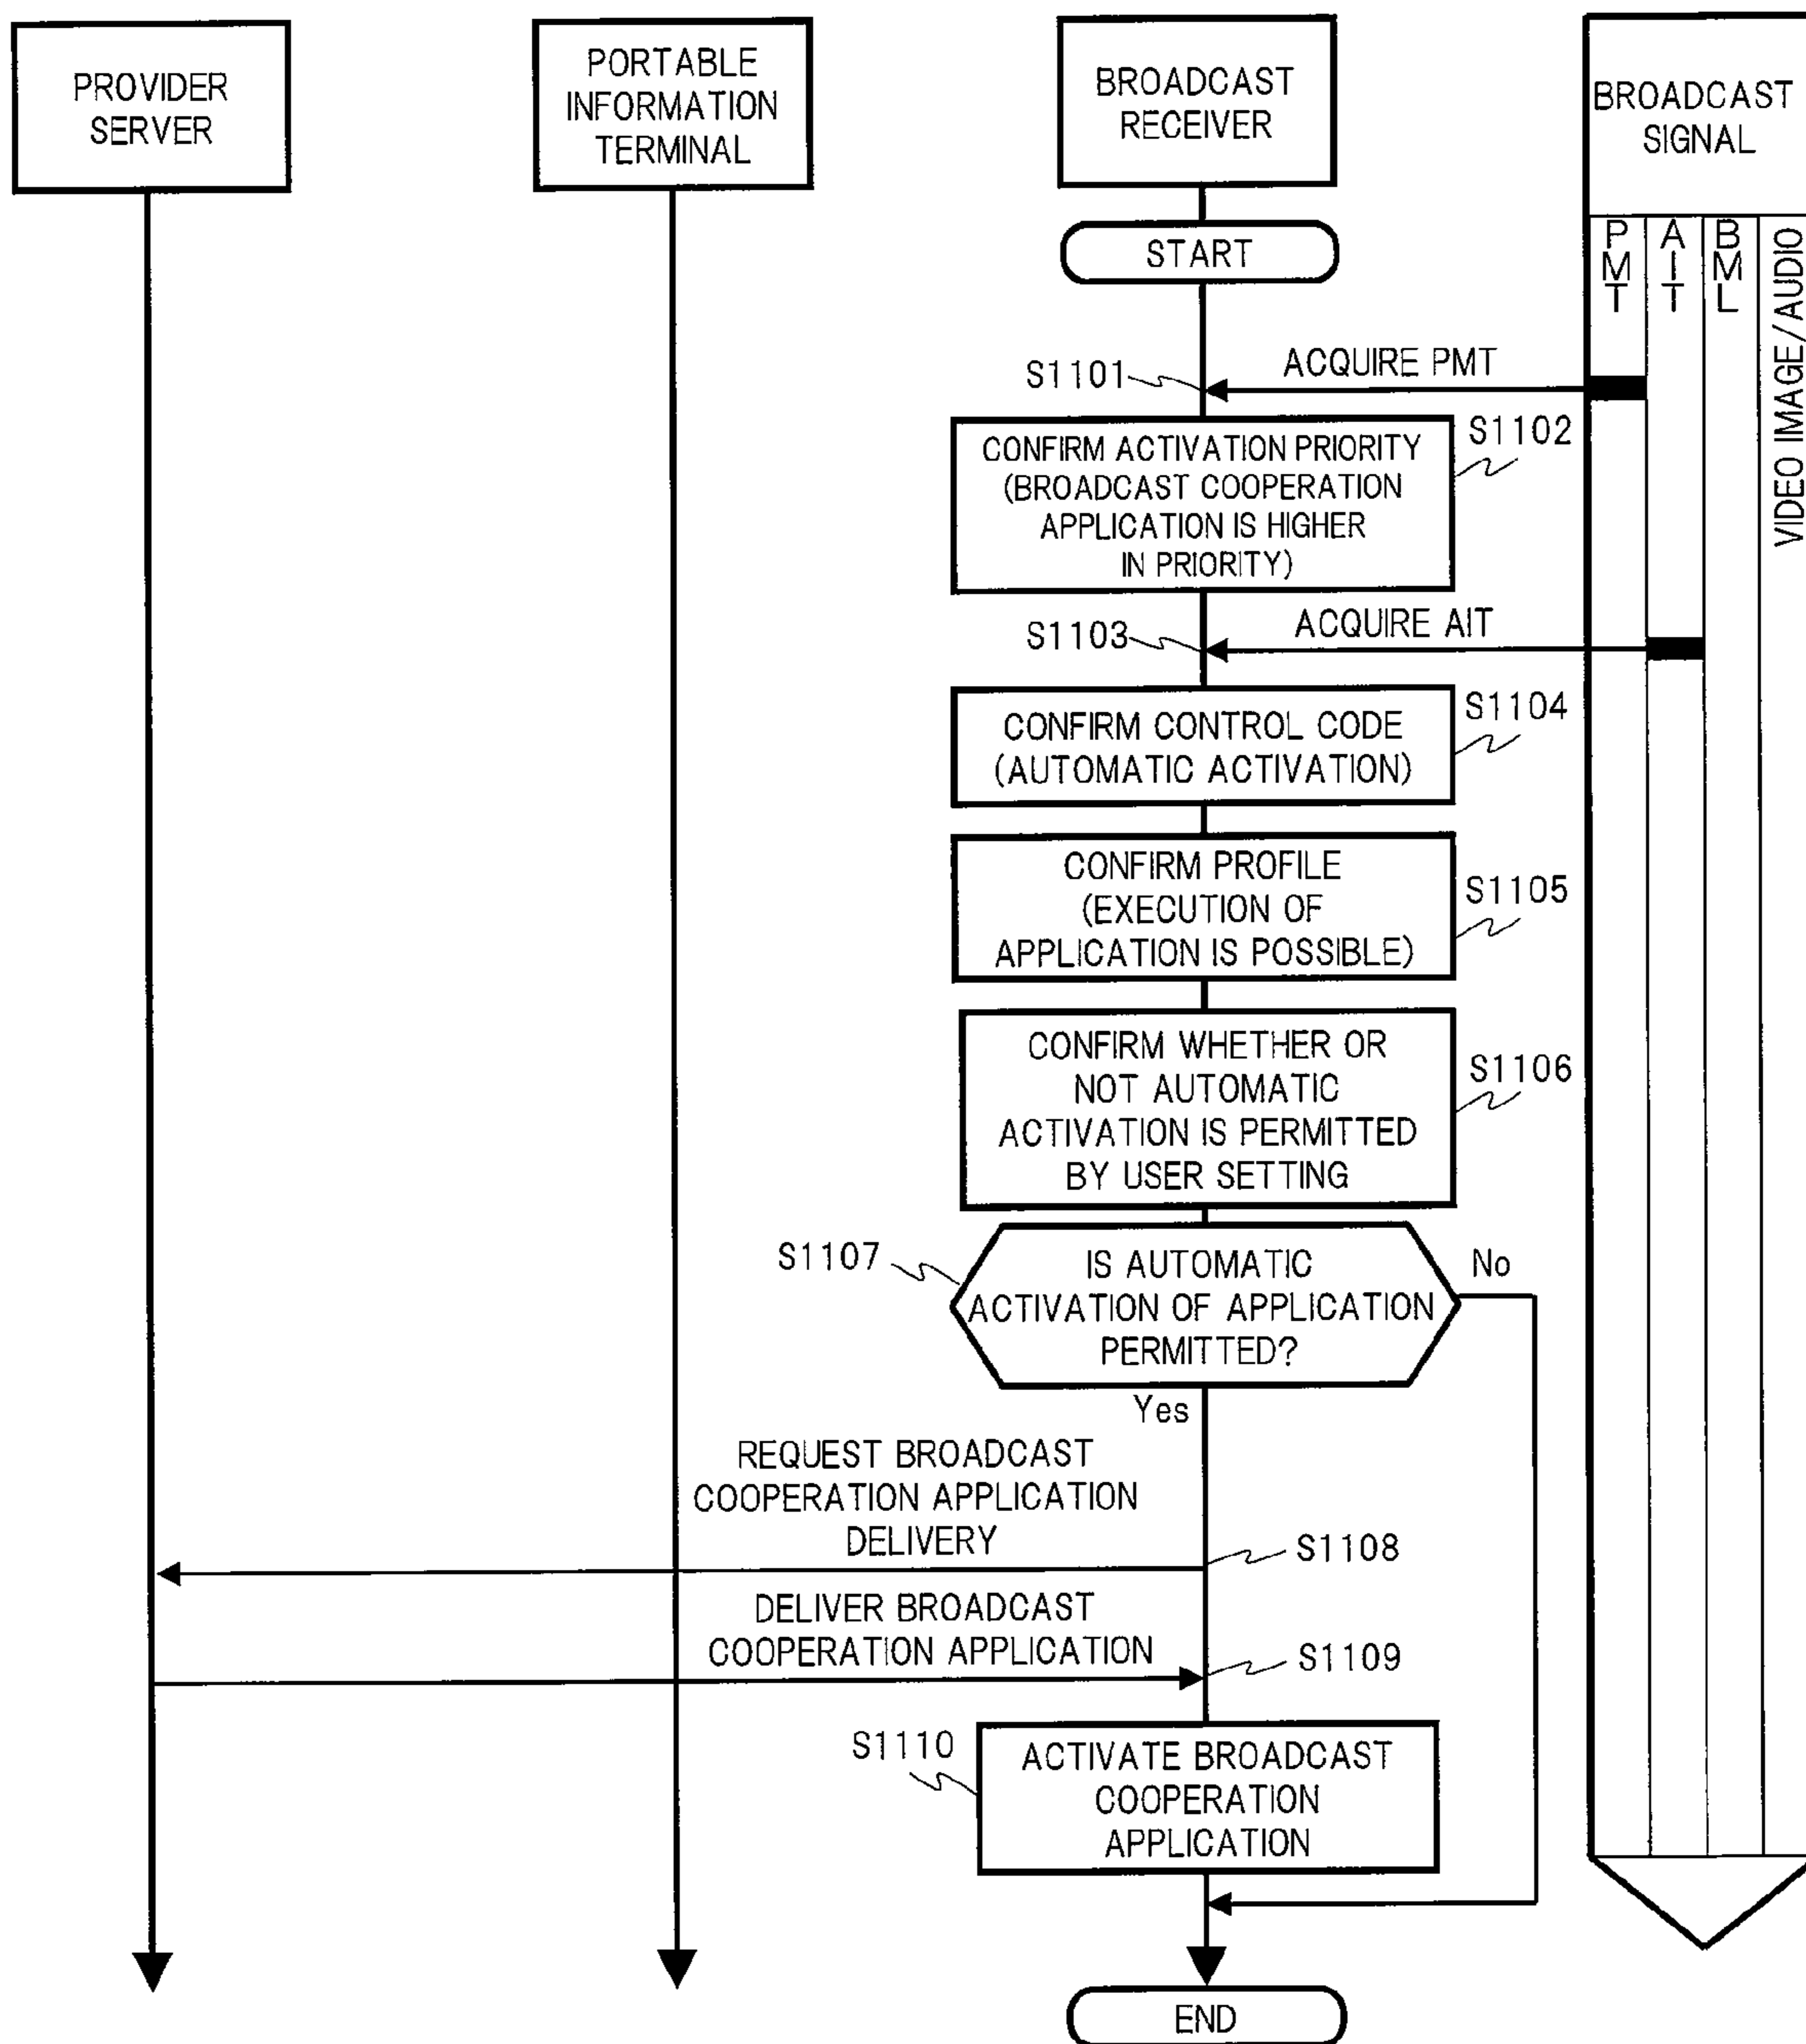 PROVIDER
SERVER
PORTABLE
INFORMATION
TERMINAL
BROADCAST
RECEIVER
BROADCAST
SIGNAL
START
PMT
AIT
BML
VIDEO IMAGE/AUDIO
S1101
ACQUIRE PMT
CONFIRM ACTIVATION PRIORITY
(BROADCAST COOPERATION
APPLICATION IS HIGHER
IN PRIORITY)
S1102
S1103
ACQUIRE AIT
CONFIRM CONTROL CODE
(AUTOMATIC ACTIVATION)
S1104
CONFIRM PROFILE
(EXECUTION OF
APPLICATION IS POSSIBLE)
S1105
CONFIRM WHETHER OR
NOT AUTOMATIC
ACTIVATION IS PERMITTED
BY USER SETTING
S1106
S1107
IS AUTOMATIC
ACTIVATION OF APPLICATION
PERMITTED?
No
Yes
REQUEST BROADCAST
COOPERATION APPLICATION
DELIVERY
S1108
DELIVER BROADCAST
COOPERATION APPLICATION
S1109
S1110
ACTIVATE BROADCAST
COOPERATION
APPLICATION
END